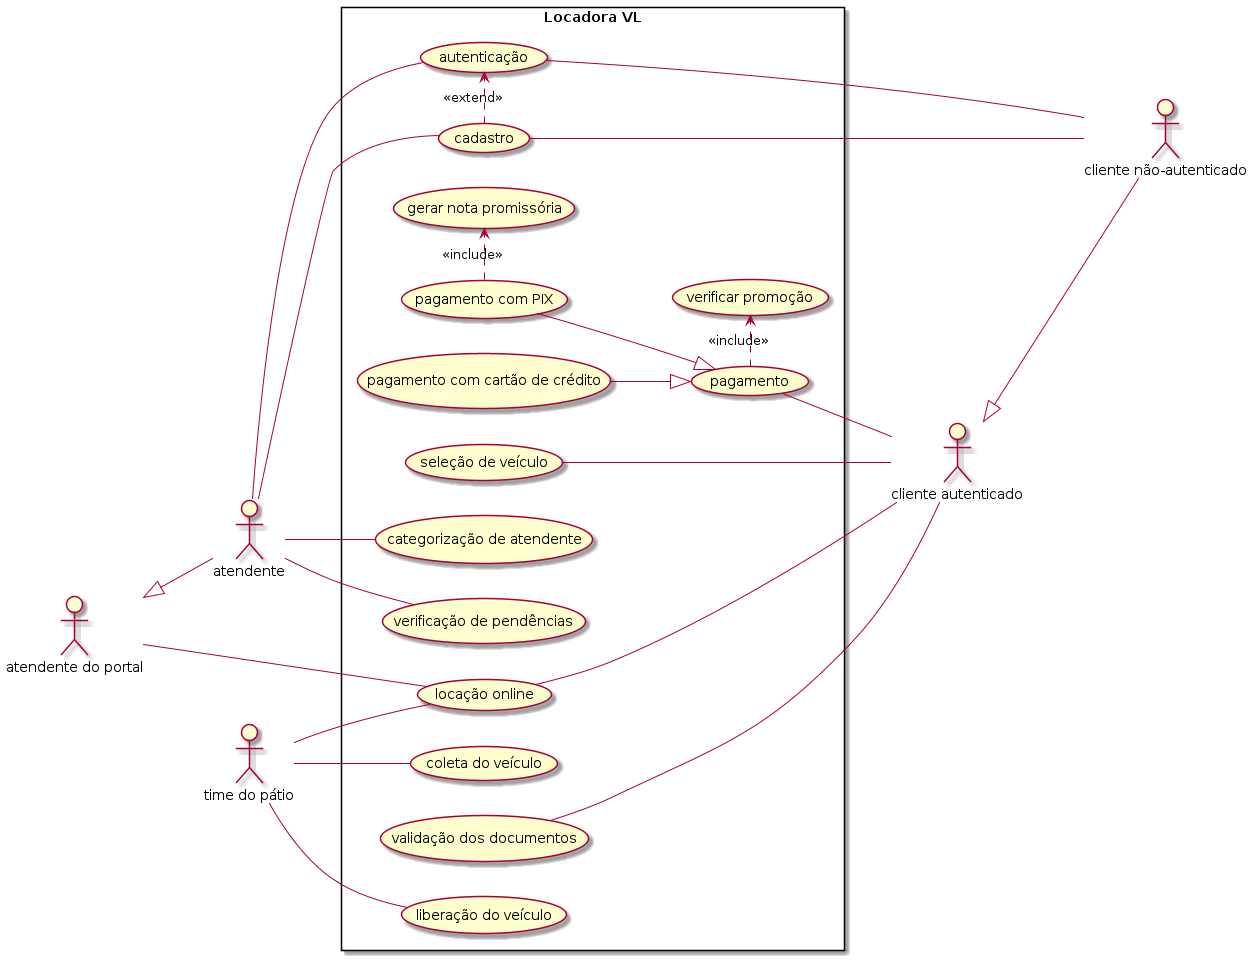 Locadora VL
autenticação
«extend»
cadastro
cliente não-autenticado
gerar nota promissória
«include»
pagamento com PIX
verificar promoção
«include»
pagamento com cartão de crédito
pagamento
seleção de veículo
cliente autenticado
categorização de atendente
atendente
verificação de pendências
atendente do portal
locação online
coleta do veículo
time do pátio
validação dos documentos
liberação do veículo